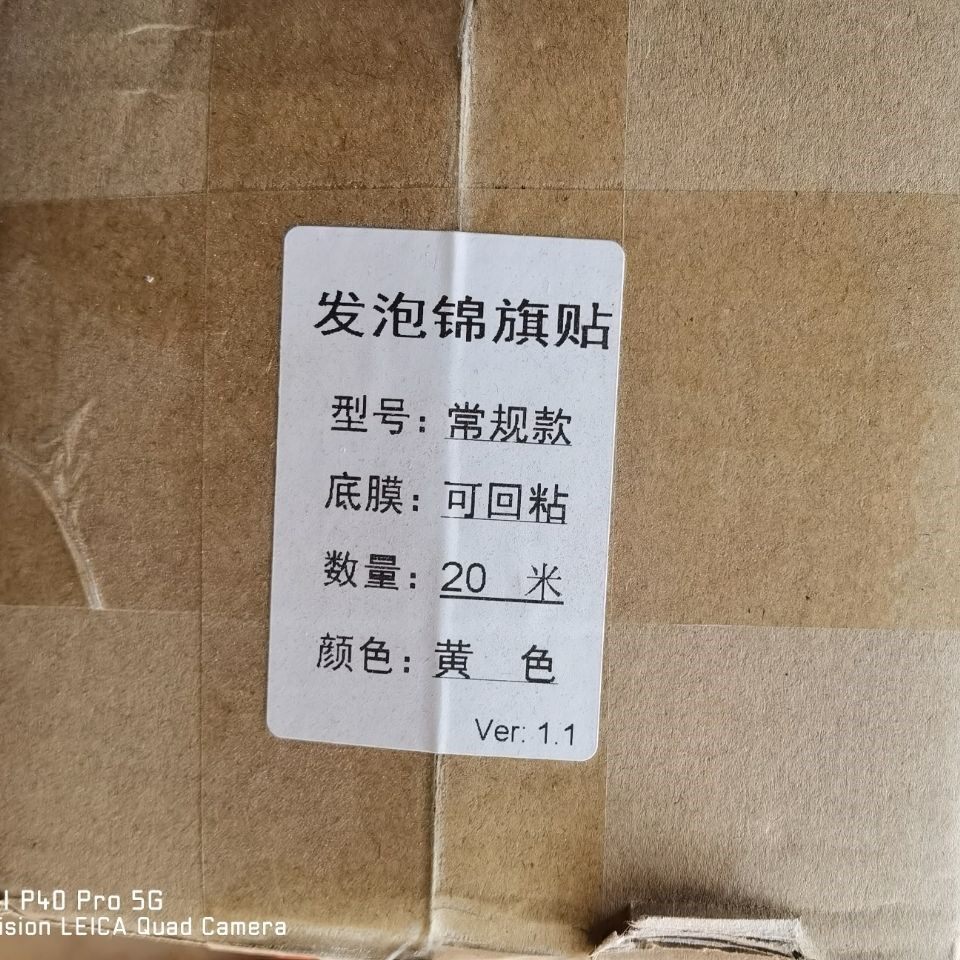 发泡锦旗贴
型号：常规款
底膜：可回粘
数量：20 米
颜色：黄 色
Ver: 1.1
P40 Pro 5G
LEICA Quad Camera